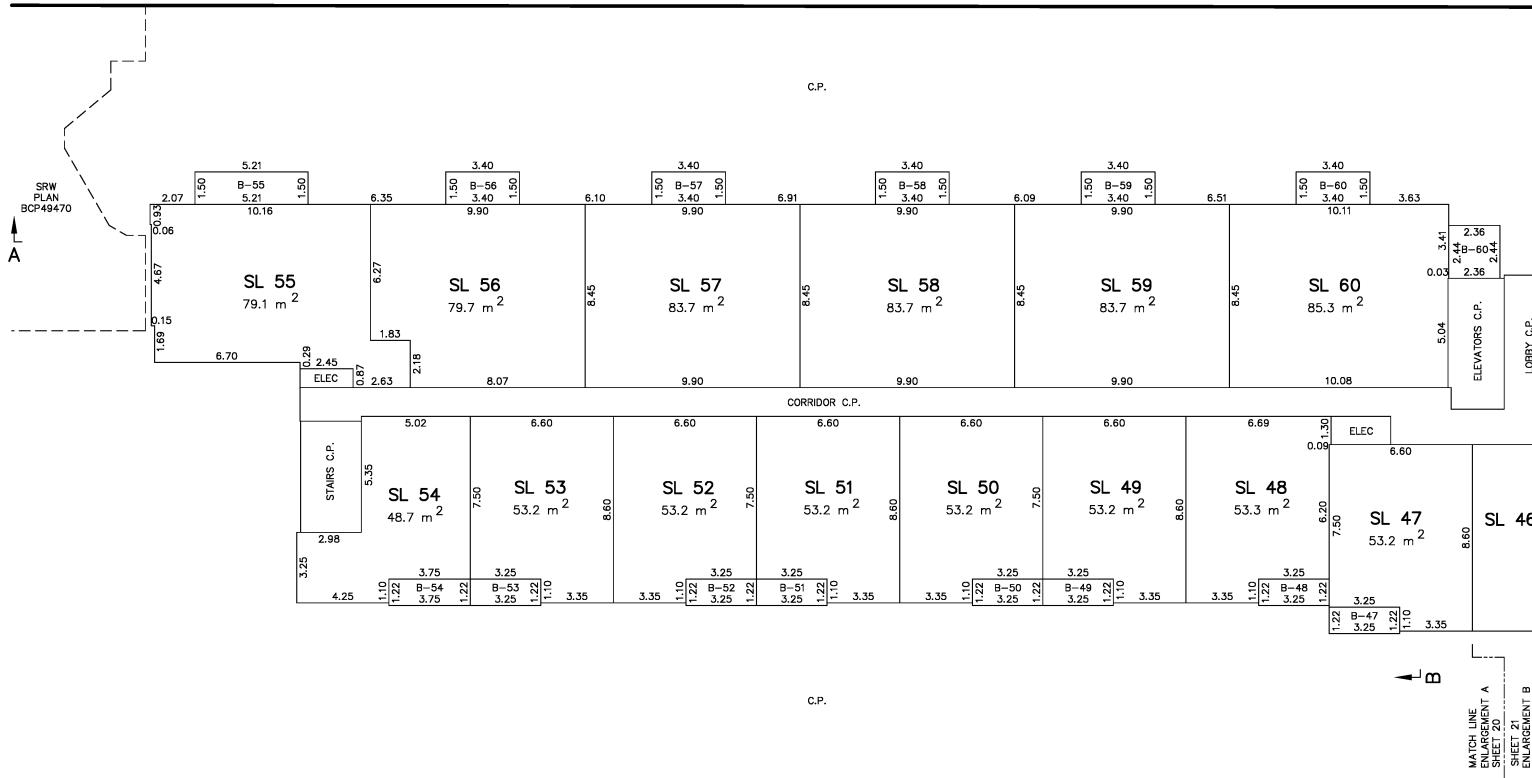 C.P.
SRW
PLAN
BCP49470
A
5.21
1.50 B-55 1.50
5.21
3.40
1.50 B-56 1.50
3.40
3.40
1.50 B-57 1.50
3.40
3.40
1.50 B-58 1.50
3.40
3.40
1.50 B-59 1.50
3.40
3.40
1.50 B-60 1.50
3.40
2.07 6.35 6.10 6.91 6.09 6.51 3.63
10.16 9.90 9.90 9.90 9.90 10.11
0.93
0.06
4.67
0.15
1.69
SL 55
79.1 m 2
6.27
SL 56
79.7 m 2
8.45
SL 57
83.7 m 2
8.45
SL 58
83.7 m 2
8.45
SL 59
83.7 m 2
8.45
SL 60
85.3 m 2
3.41
2.36
2.44 B-60 2.44
0.03 2.36
5.04
ELEVATORS C.P.
LOBBY C.P.
1.83
2.18
6.70
0.29
2.45
ELEC
0.87
2.63 8.07 9.90 9.90 9.90 10.08
CORRIDOR C.P.
5.02 6.60 6.60 6.60 6.60 6.60 6.69
1.30
ELEC
0.09
6.60
STAIRS C.P.
5.35
SL 54
48.7 m 2
7.50
SL 53
53.2 m 2
8.60
SL 52
53.2 m 2
7.50
SL 51
53.2 m 2
8.60
SL 50
53.2 m 2
7.50
SL 49
53.2 m 2
8.60
SL 48
53.3 m 2
6.20
7.50
SL 47
53.2 m 2
8.60
SL 46
2.98
3.25
4.25
3.75
1.10 1.22 B-54 1.22
3.75
3.25
B-53 1.22 1.10
3.25
3.35
3.35
3.25
1.10 1.22 B-52 1.22
3.25
3.25
B-51 1.22 1.10
3.25
3.35
3.35
3.25
1.10 1.22 B-50 1.22
3.25
3.25
B-49 1.22 1.10
3.25
3.35
3.35
3.25
1.10 1.22 B-48 1.22
3.25
3.25
1.22 B-47 1.22 1.10
3.25
3.35
B
C.P.
MATCH LINE
ENLARGEMENT A
SHEET 20
SHEET 21
ENLARGEMENT B